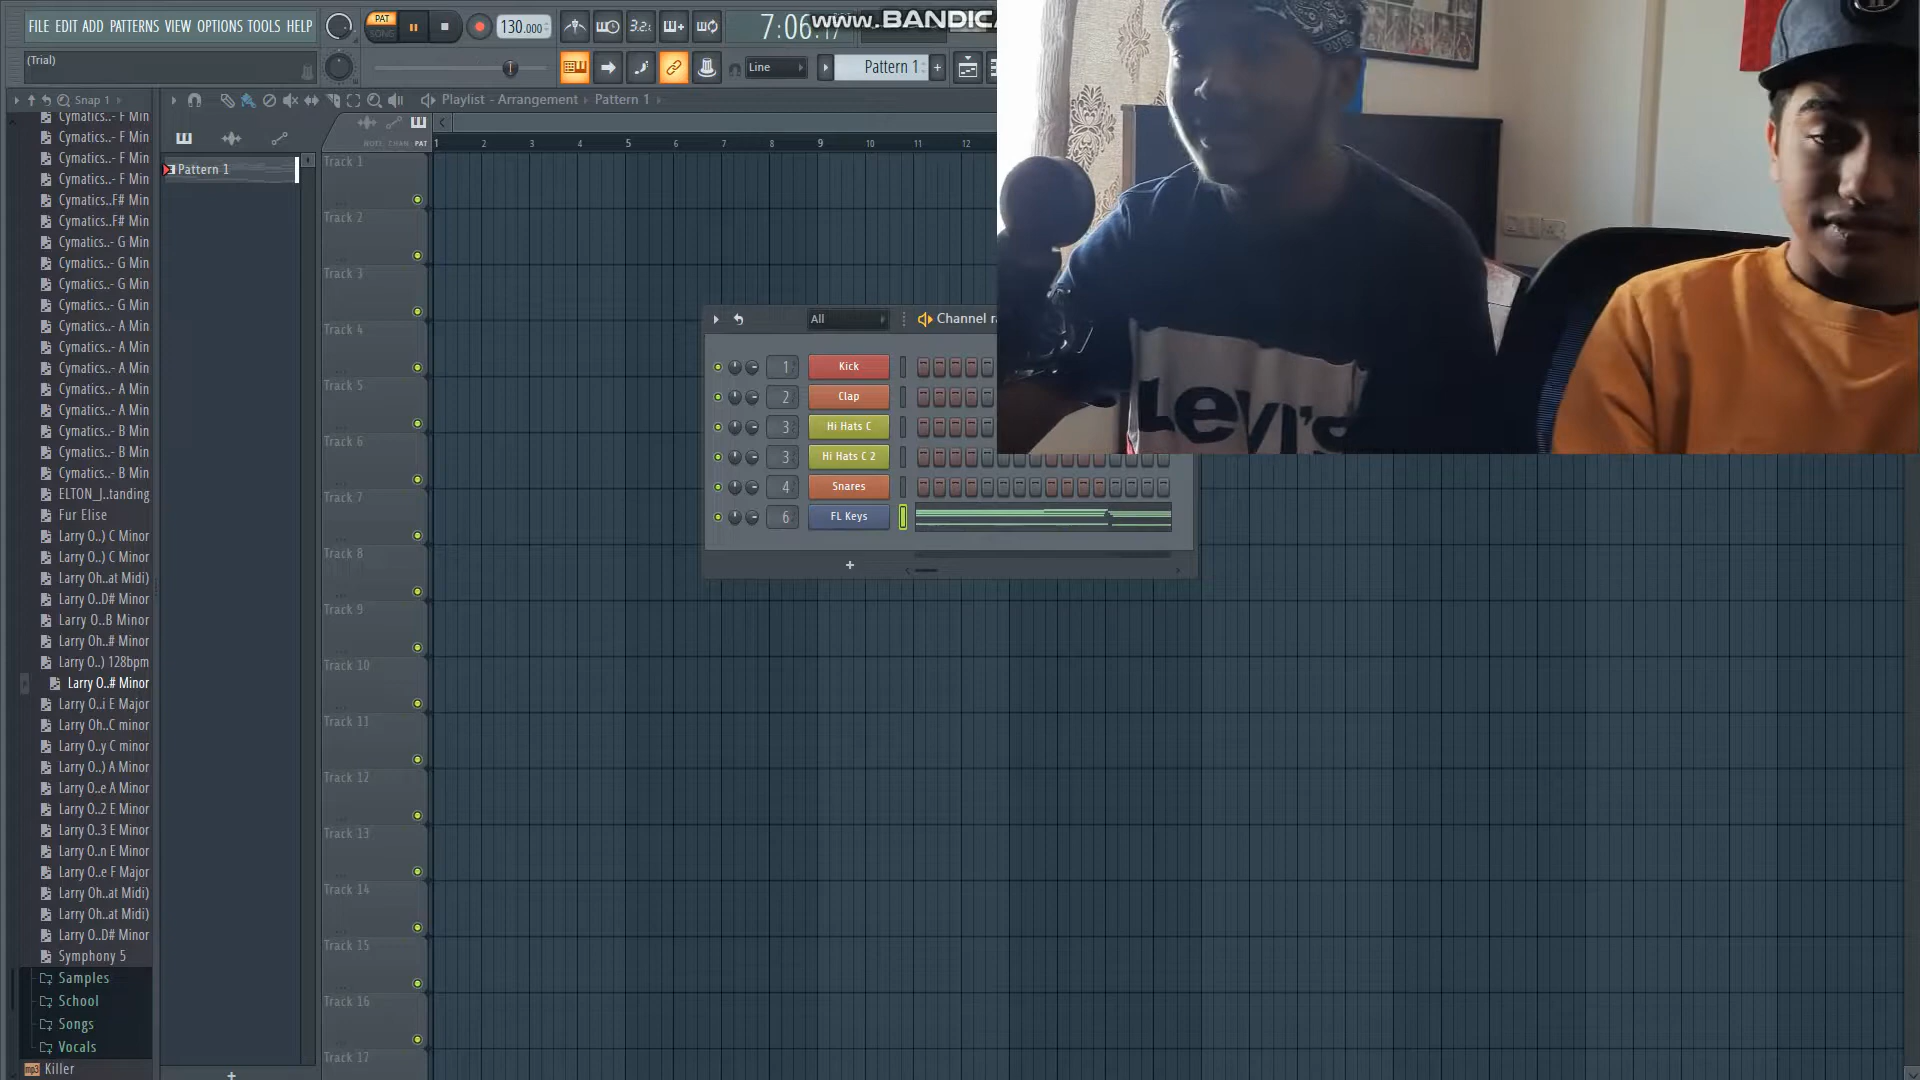 FILE EDIT ADD PATTERNS VIEW OPTIONS TOOLS HELP
PAT
SONG
130.000
3.2.
7:06
www.BANDICA
(Trial)
Line
Pattern 1
+
Snap 1
Playlist - Arrangement Pattern 1
NOTE CHAN PAT
1 2 3 4 5 6 7 8 9 10 11 12
Cymatics..- F Min
Cymatics..- F Min
Cymatics..- F Min
Cymatics..- F Min
Cymatics..F# Min
Cymatics..F# Min
Cymatics..- G Min
Cymatics..- G Min
Cymatics..- G Min
Cymatics..- G Min
Cymatics..- A Min
Cymatics..- A Min
Cymatics..- A Min
Cymatics..- A Min
Cymatics..- A Min
Cymatics..- B Min
Cymatics..- B Min
Cymatics..- B Min
ELTON_J..tanding
Fur Elise
Larry O..) C Minor
Larry O..) C Minor
Larry Oh..at Midi)
Larry O..D# Minor
Larry O..B Minor
Larry Oh..# Minor
Larry O..) 128bpm
Larry O..# Minor
Larry O..i E Major
Larry Oh..C minor
Larry O..y C minor
Larry O..) A Minor
Larry O..e A Minor
Larry O..2 E Minor
Larry O..3 E Minor
Larry O..n E Minor
Larry O..e F Major
Larry Oh..at Midi)
Larry Oh..at Midi)
Larry O..D# Minor
Symphony 5
Samples
School
Songs
Vocals
mp3 Killer
Pattern 1
+
Track 1
Track 2
Track 3
Track 4
Track 5
Track 6
Track 7
Track 8
Track 9
Track 10
Track 11
Track 12
Track 13
Track 14
Track 15
Track 16
Track 17
All Channel ra
1 Kick
2 Clap
3 Hi Hats C
3 Hi Hats C 2
4 Snares
6 FL Keys
+
Levi's